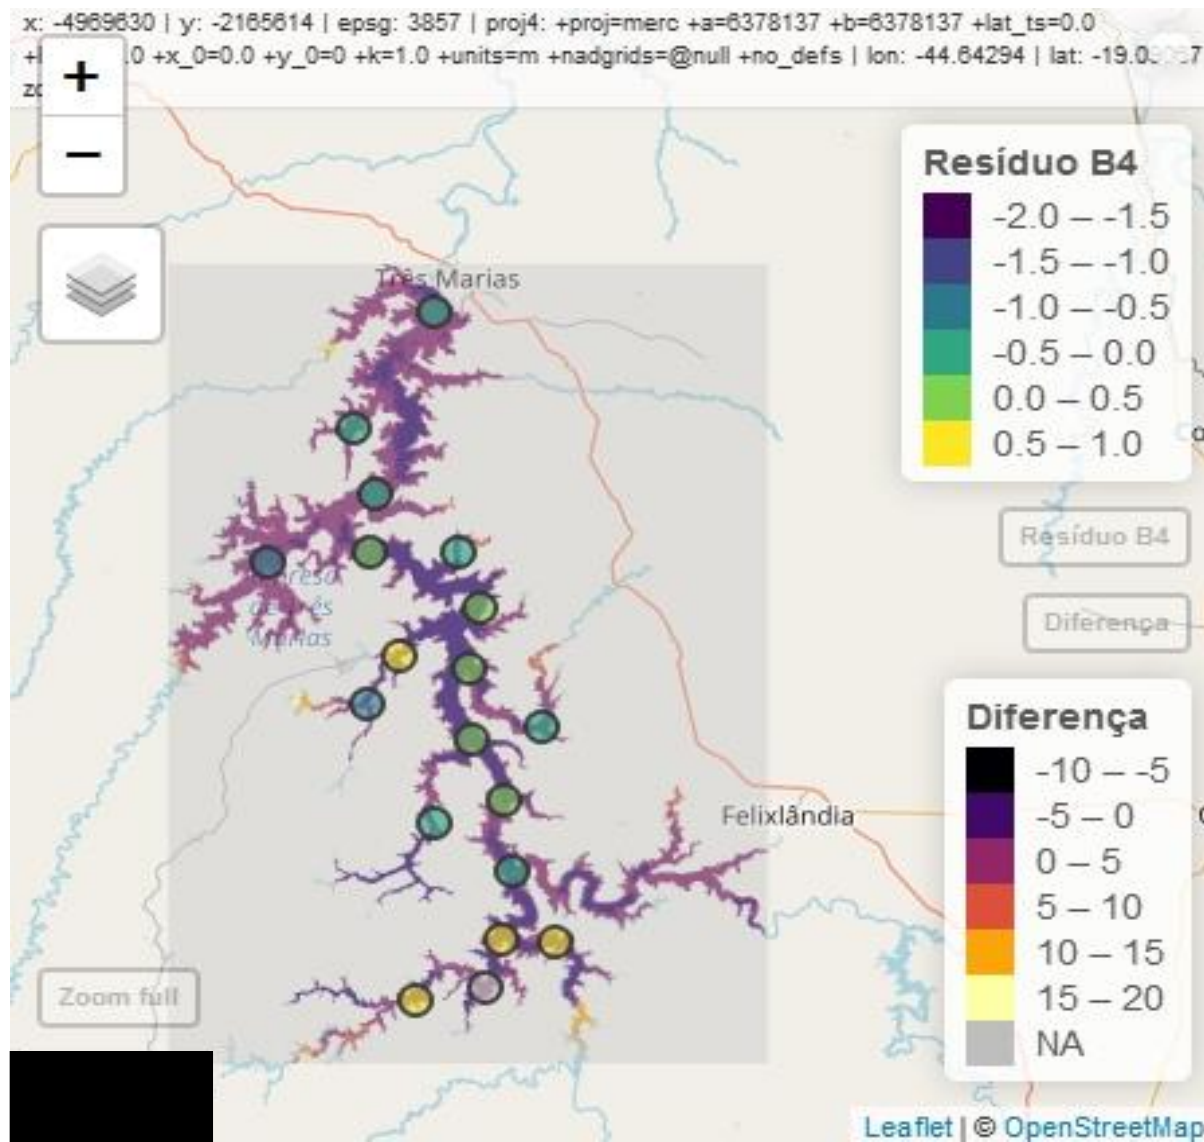 x: -4969630 | y: -2165614 | epsg: 3857 | proj4: +proj=merc +a=6378137 +b=6378137 +lat_ts=0.0
.0 +x_0=0.0 +y_0=0 +k=1.0 +units=m +nadgrids=@null +no_defs | lon: -44.64294 | lat:
+
−
Resíduo B4
-2.0 – -1.5
-1.5 – -1.0
-1.0 – -0.5
-0.5 – 0.0
0.0 – 0.5
0.5 – 1.0
Três Marias
Resíduo B4
de Três
Marias
Diferença
Diferença
-10 – -5
-5 – 0
0 – 5
5 – 10
10 – 15
15 – 20
NA
Felixlândia
Zoom full
Leaflet | © OpenStreetMap